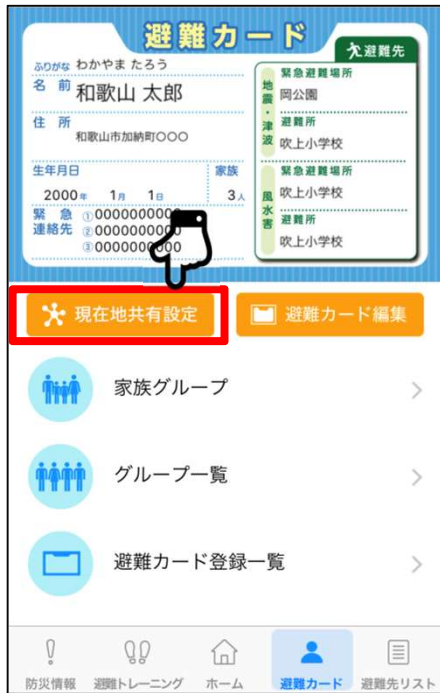 避難カード
避難先
ふりがな わかやま たろう
名前 和歌山 太郎
住所
和歌山市加納町○○○
生年月日
家族
2000年 1月 1日 3人
緊急連絡先
①0000000000
②0000000000
③0000000000
地震・津波
緊急避難場所
岡公園
避難所
吹上小学校
風水害
緊急避難場所
吹上小学校
避難所
吹上小学校
現在地共有設定
避難カード編集
家族グループ
グループ一覧
避難カード登録一覧
防災情報 避難トレーニング ホーム 避難カード 避難先リスト